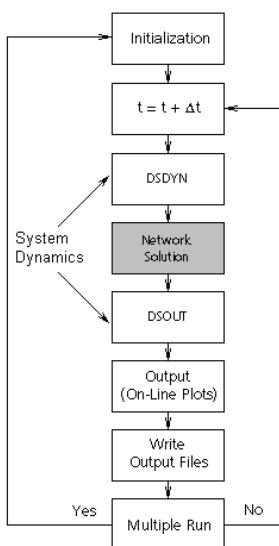 Initialization
t = t + Δt
DSDYN
System
Dynamics
Network
Solution
DSOUT
Output
(On-Line Plots)
Write
Output Files
Yes
No
Multiple Run